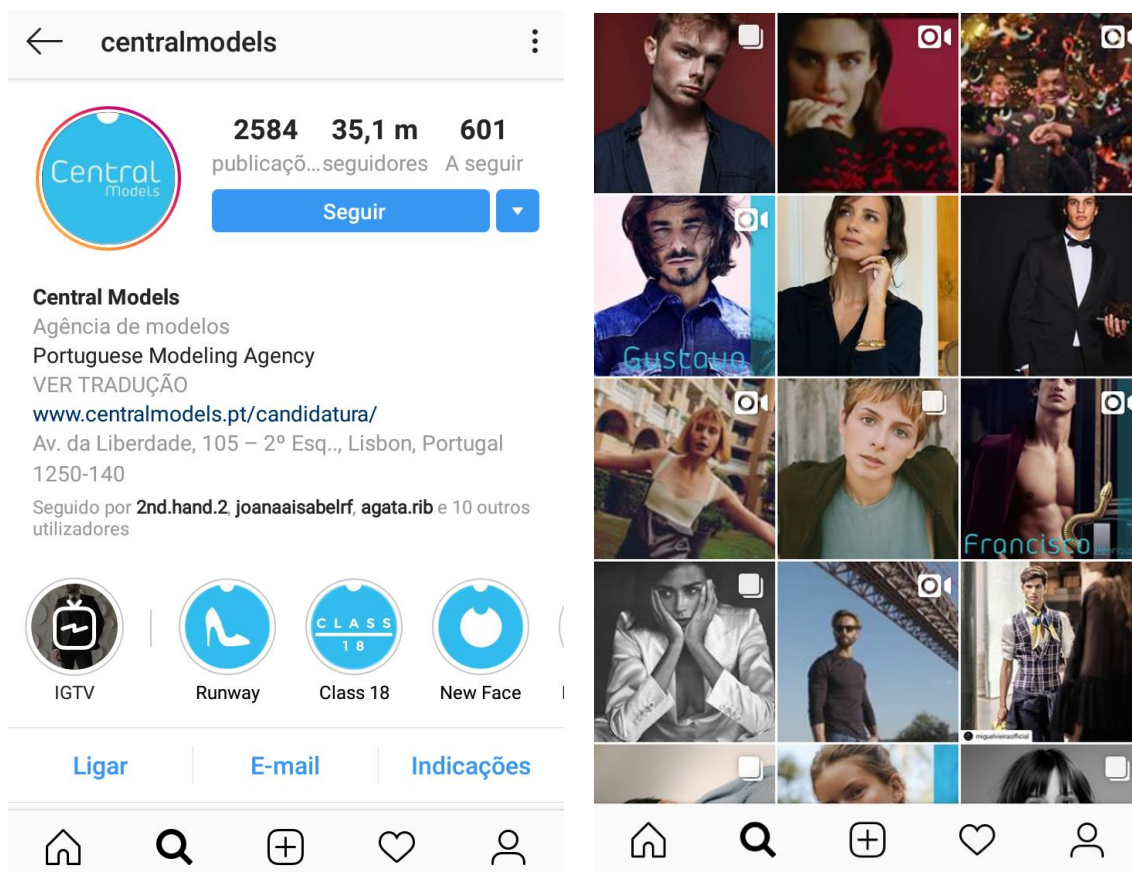 centralmodels
2584 35,1 m 601
publicaçõ... seguidores A seguir
Central
Models
Seguir
Central Models
Agência de modelos
Portuguese Modeling Agency
VER TRADUÇÃO
www.centralmodels.pt/candidatura/
Av. da Liberdade, 105 – 2º Esq.., Lisbon, Portugal
1250-140
Seguido por 2nd.hand.2, joanaaisabelrf, agata.rib e 10 outros
utilizadores
CLASS
18
IGTV Runway Class 18 New Face
Ligar E-mail Indicações
Gustavo
Francisco Henrique
miguelvieiraofficial